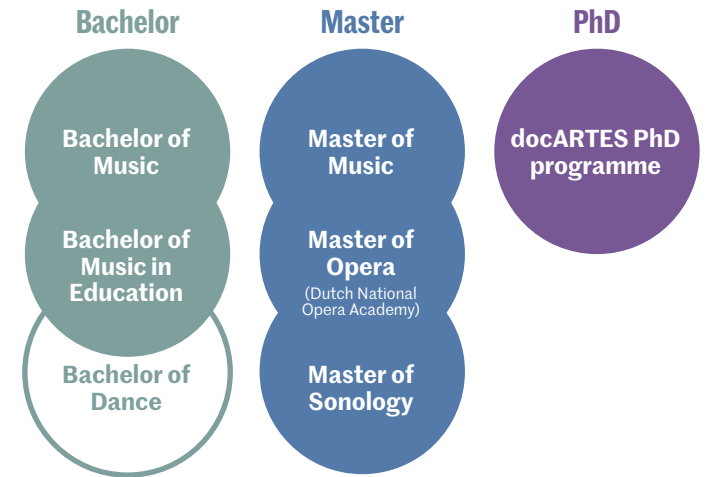 Bachelor
Bachelor of
Music
Bachelor of
Music in
Education
Bachelor of
Dance
Master
Master of
Music
Master of
Opera
(Dutch National
Opera Academy)
Master of
Sonology
PhD
docARTES PhD
programme